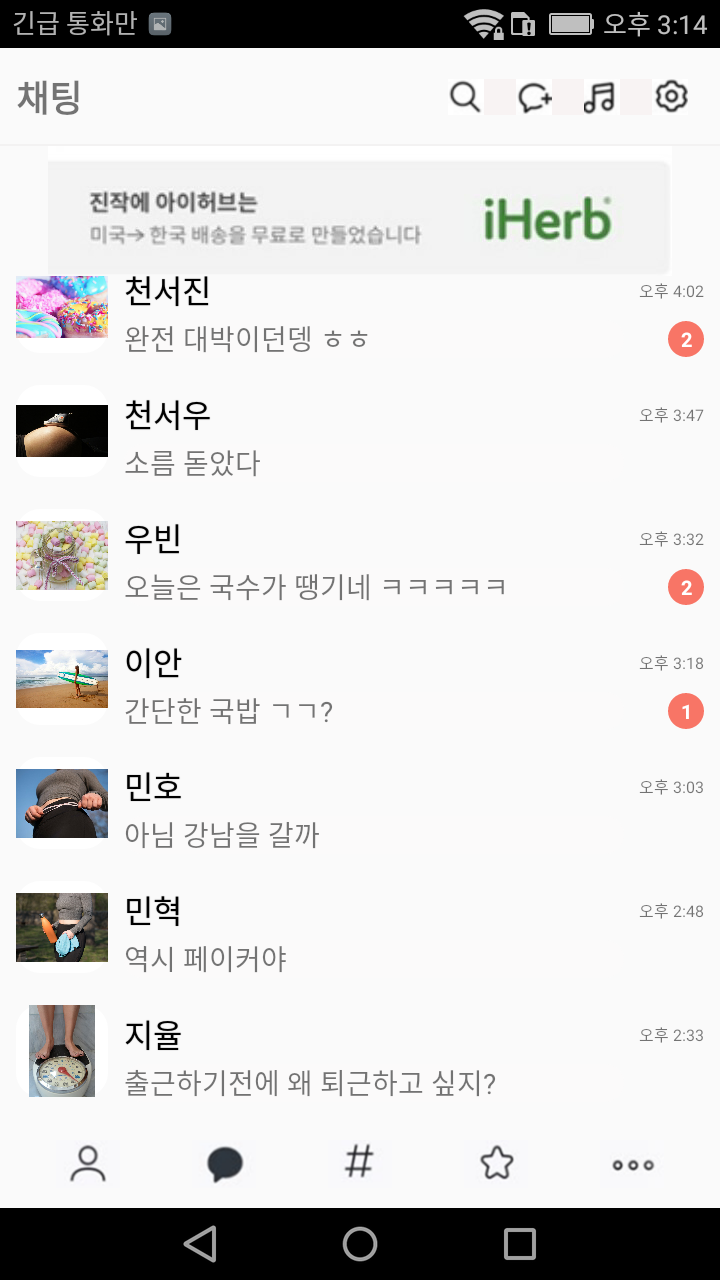 긴급 통화만
오후 3:14
채팅
진작에 아이허브는
미국→ 한국 배송을 무료로 만들었습니다
iHerb®
천서진
오후 4:02
완전 대박이던뎅 ㅎㅎ
2
천서우
오후 3:47
소름 돋았다
우빈
오후 3:32
오늘은 국수가 땡기네 ㅋㅋㅋㅋㅋ
2
이안
오후 3:18
간단한 국밥 ㄱㄱ?
1
민호
오후 3:03
아님 강남을 갈까
민혁
오후 2:48
역시 페이커야
지율
오후 2:33
출근하기전에 왜 퇴근하고 싶지?